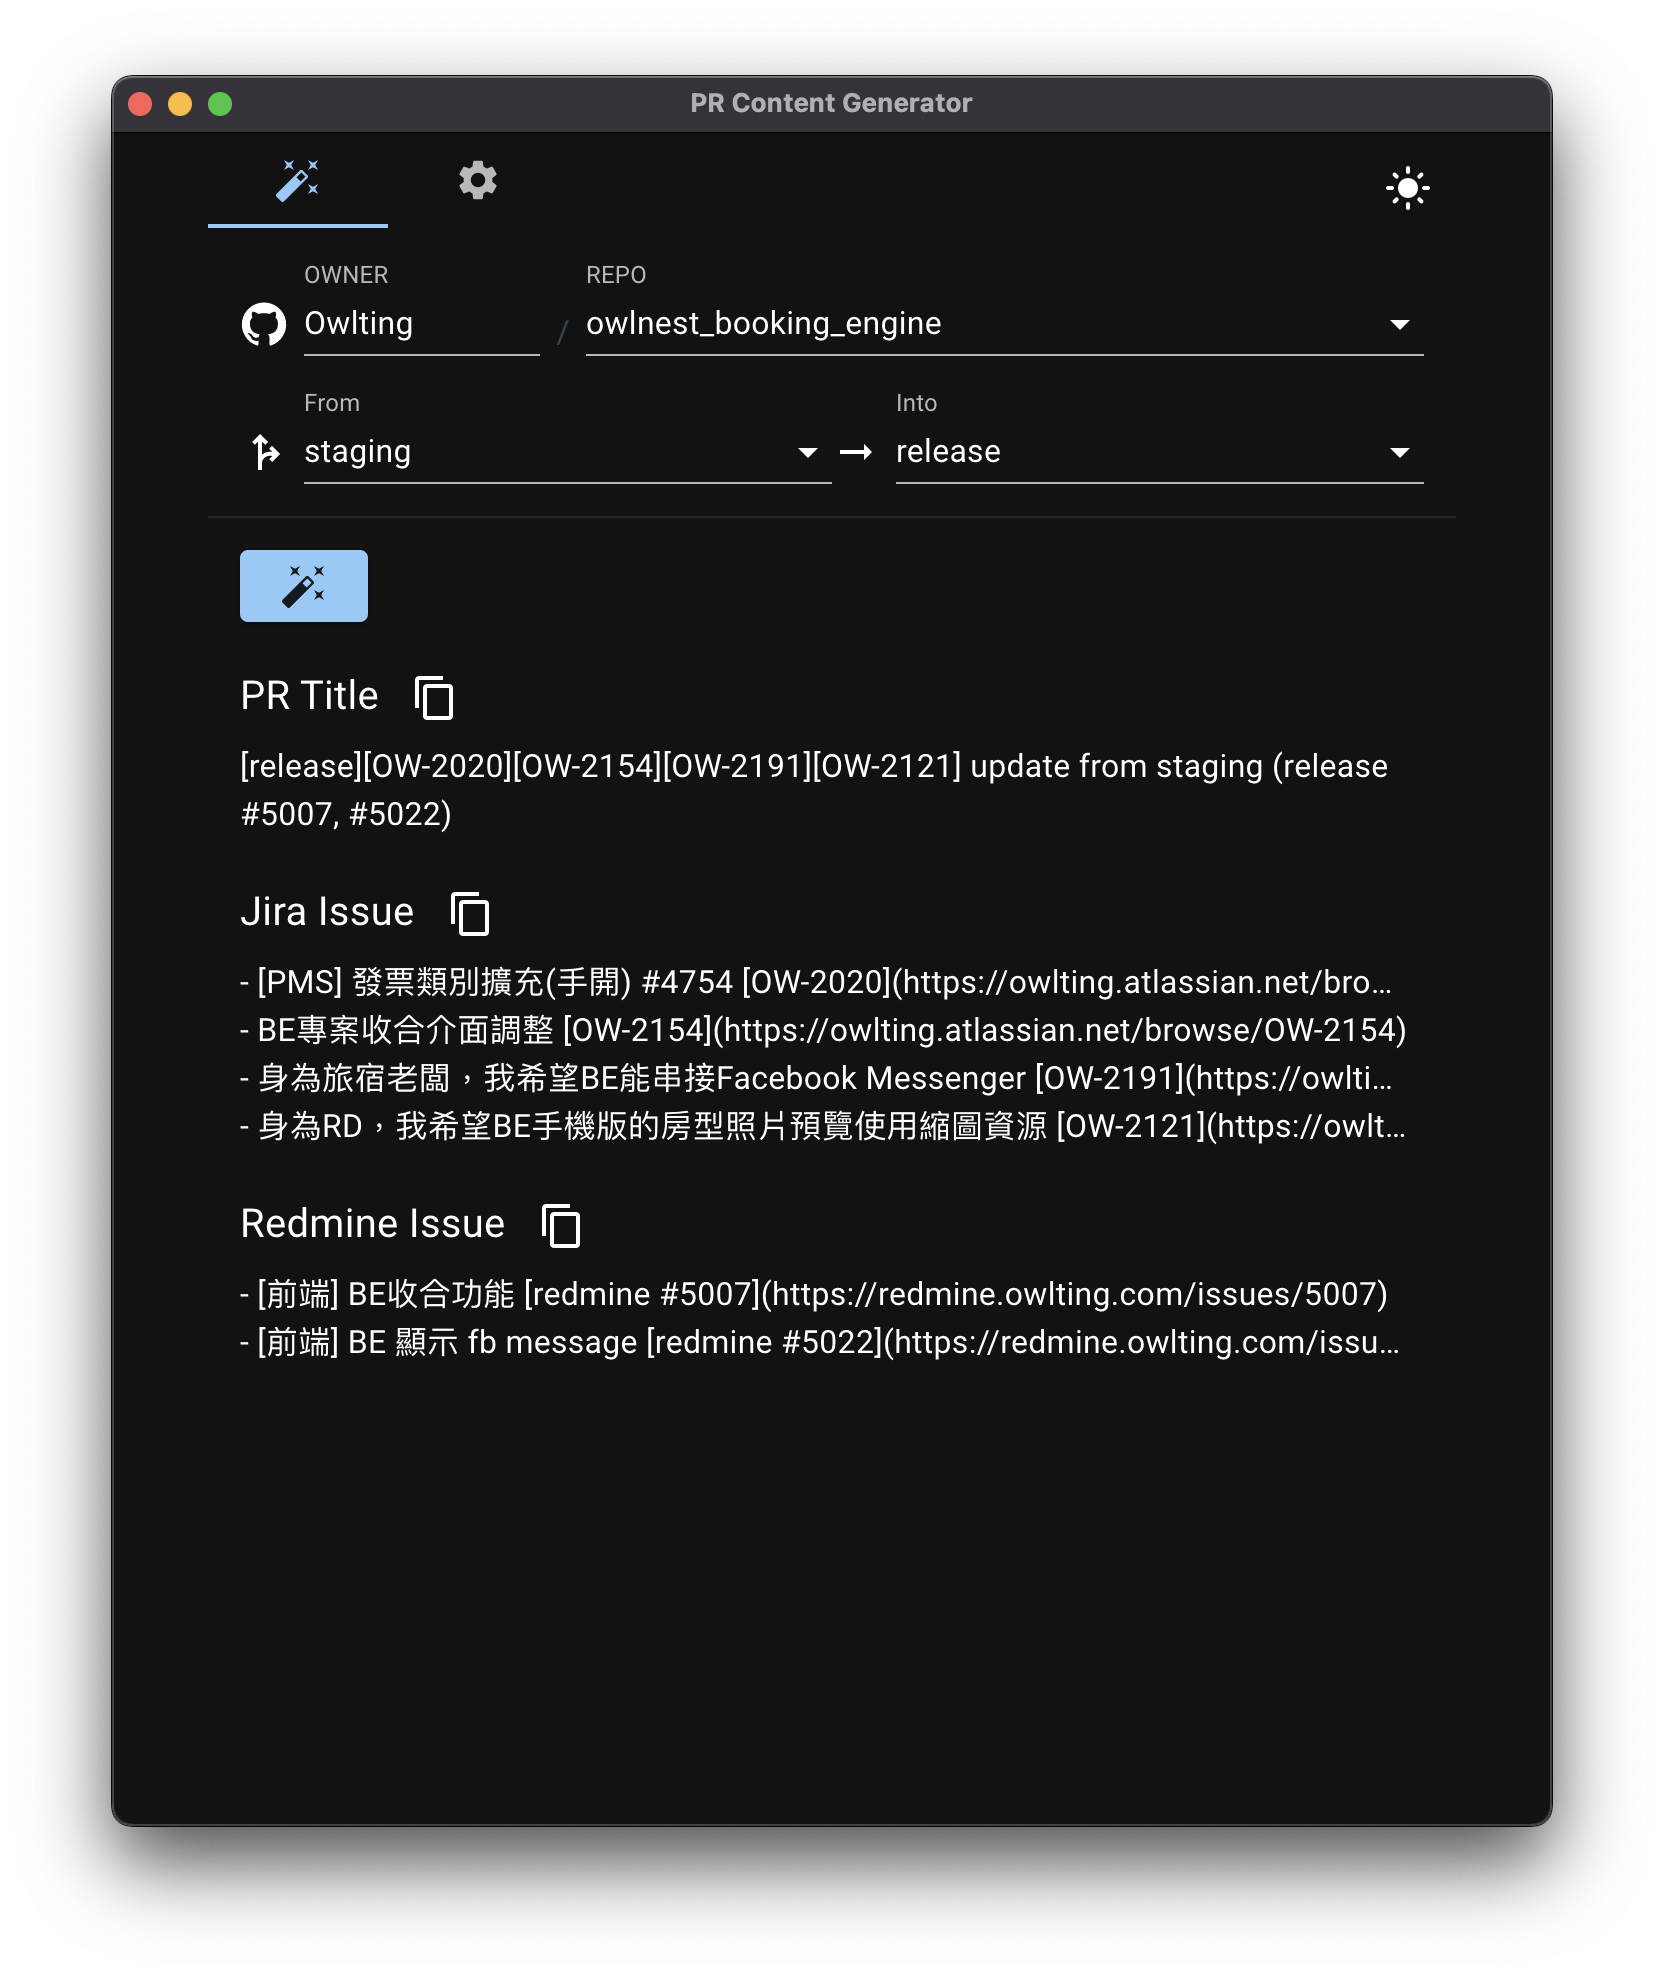 PR Content Generator
OWNER
REPO
Owlting / owlnest_booking_engine
From
Into
staging
release
PR Title
[release][OW-2020][OW-2154][OW-2191][OW-2121] update from staging (release
#5007, #5022)
Jira Issue
- [PMS] 發票類別擴充(手開) #4754 [OW-2020](https://owlting.atlassian.net/bro…
- BE專案收合介面調整 [OW-2154](https://owlting.atlassian.net/browse/OW-2154)
- 身為旅宿老闆，我希望BE能串接Facebook Messenger [OW-2191](https://owlti…
- 身為RD，我希望BE手機版的房型照片預覽使用縮圖資源 [OW-2121](https://owlt…
Redmine Issue
- [前端] BE收合功能 [redmine #5007](https://redmine.owlting.com/issues/5007)
- [前端] BE 顯示 fb message [redmine #5022](https://redmine.owlting.com/issu…